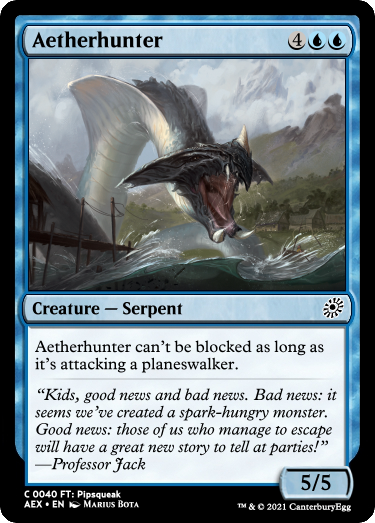 Aetherhunter 4
Creature — Serpent
Aetherhunter can't be blocked as long as
it's attacking a planeswalker.
“Kids, good news and bad news. Bad news: it
seems we've created a spark-hungry monster.
Good news: those of us who manage to escape
will have a great new story to tell at parties!”
—Professor Jack
5/5
C 0040 FT: Pipsqueak
AEX • EN Marius Bota
™ & © 2021 CanterburyEgg